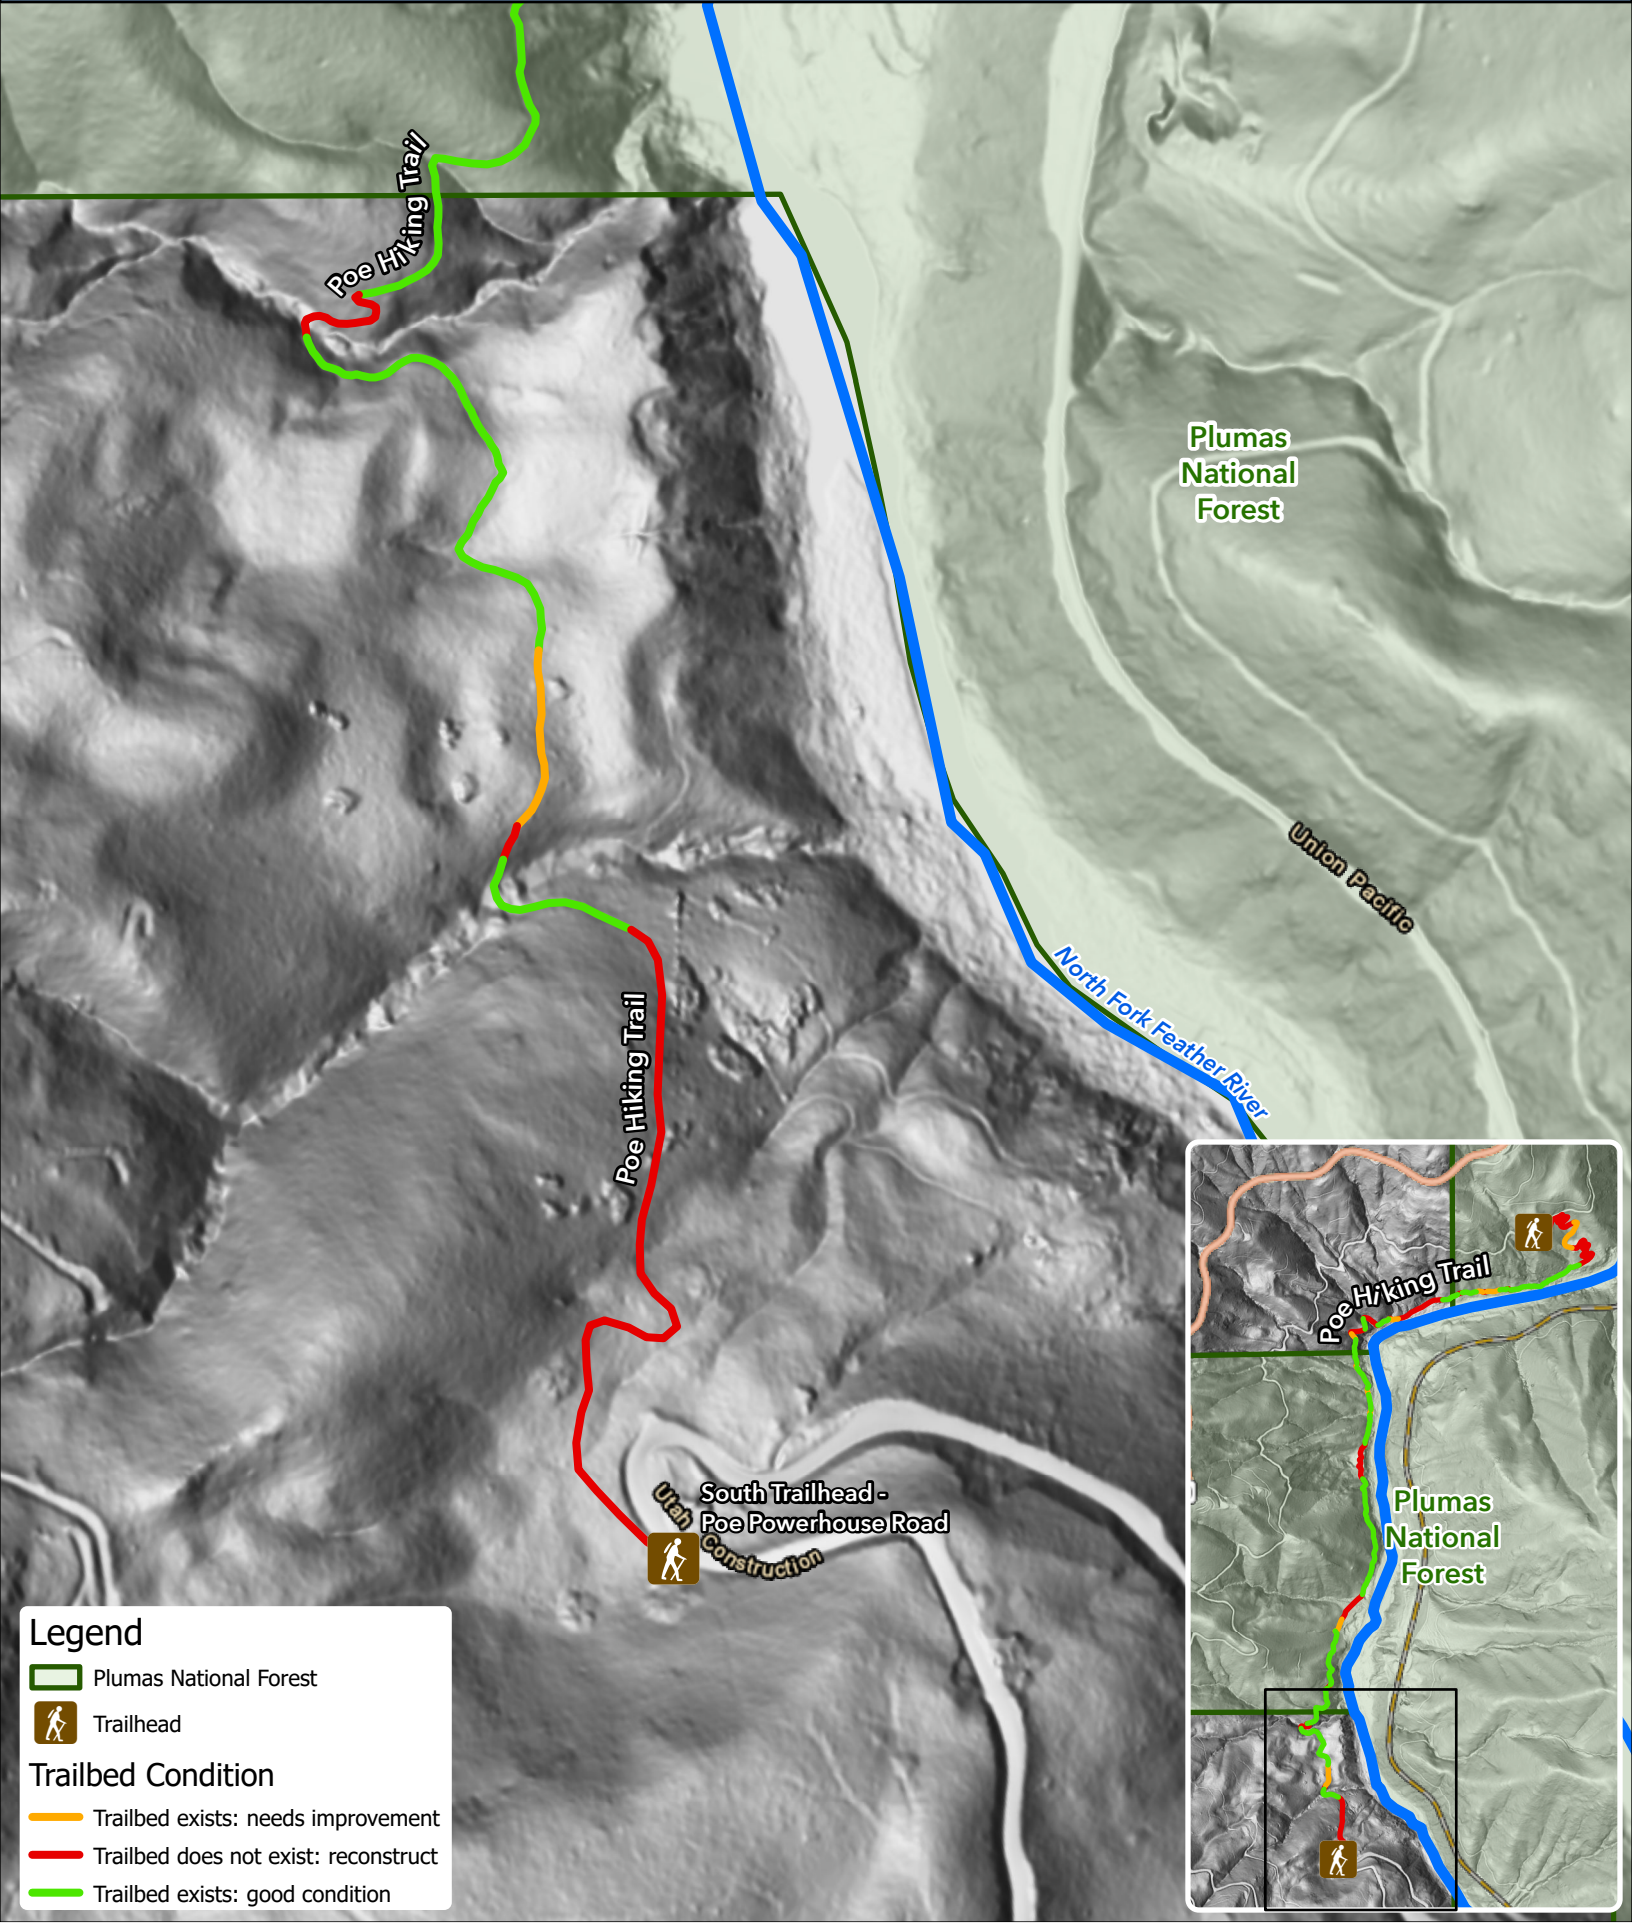 Poe Hiking Trail
Plumas
National
Forest
Union Pacific
North Fork Feather River
Poe Hiking Trail
South Trailhead -
Poe Powerhouse Road
Utah Construction
Poe Hiking Trail
Plumas
National
Forest
Legend
Plumas National Forest
Trailhead
Trailbed Condition
Trailbed exists: needs improvement
Trailbed does not exist: reconstruct
Trailbed exists: good condition